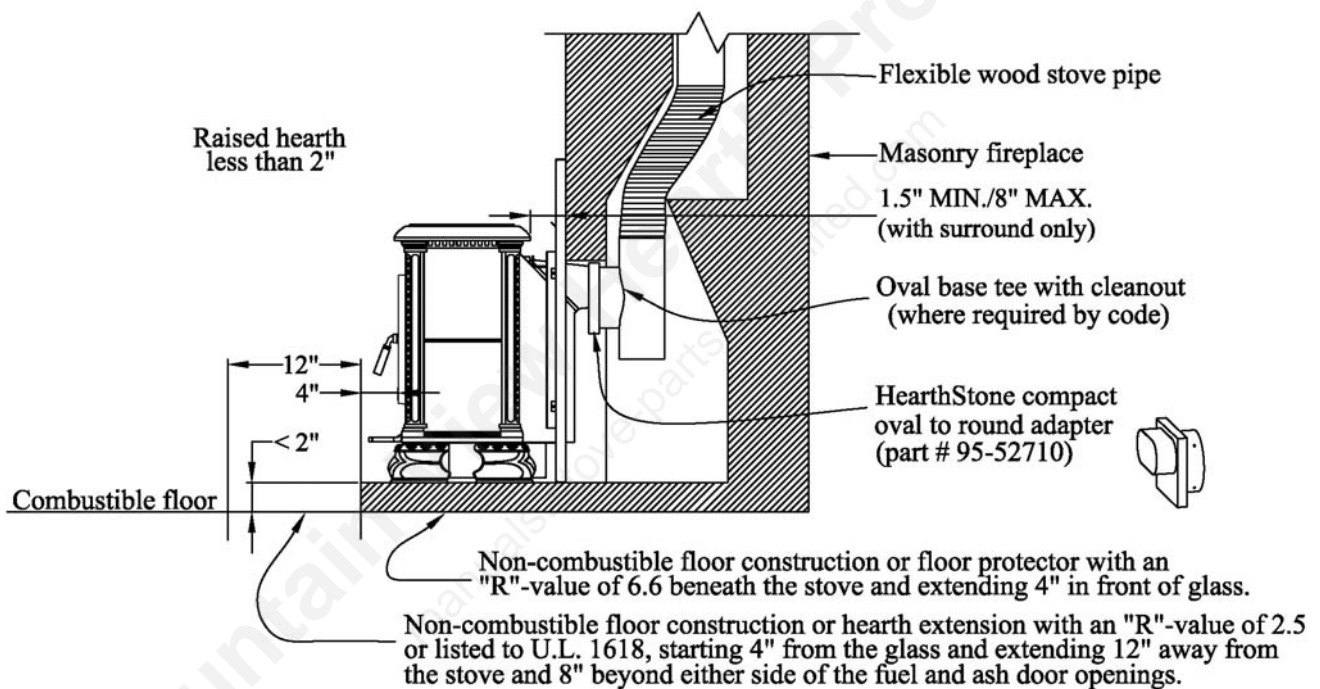 Flexible wood stove pipe
Raised hearth
less than 2"
Masonry fireplace
1.5" MIN./8" MAX.
(with surround only)
Oval base tee with cleanout
(where required by code)
12"
4"
HearthStone compact
oval to round adapter
(part # 95-52710)
< 2"
Combustible floor
Non-combustible floor construction or floor protector with an
"R"-value of 6.6 beneath the stove and extending 4" in front of glass.
Non-combustible floor construction or hearth extension with an "R"-value of 2.5
or listed to U.L. 1618, starting 4" from the glass and extending 12" away from
the stove and 8" beyond either side of the fuel and ash door openings.